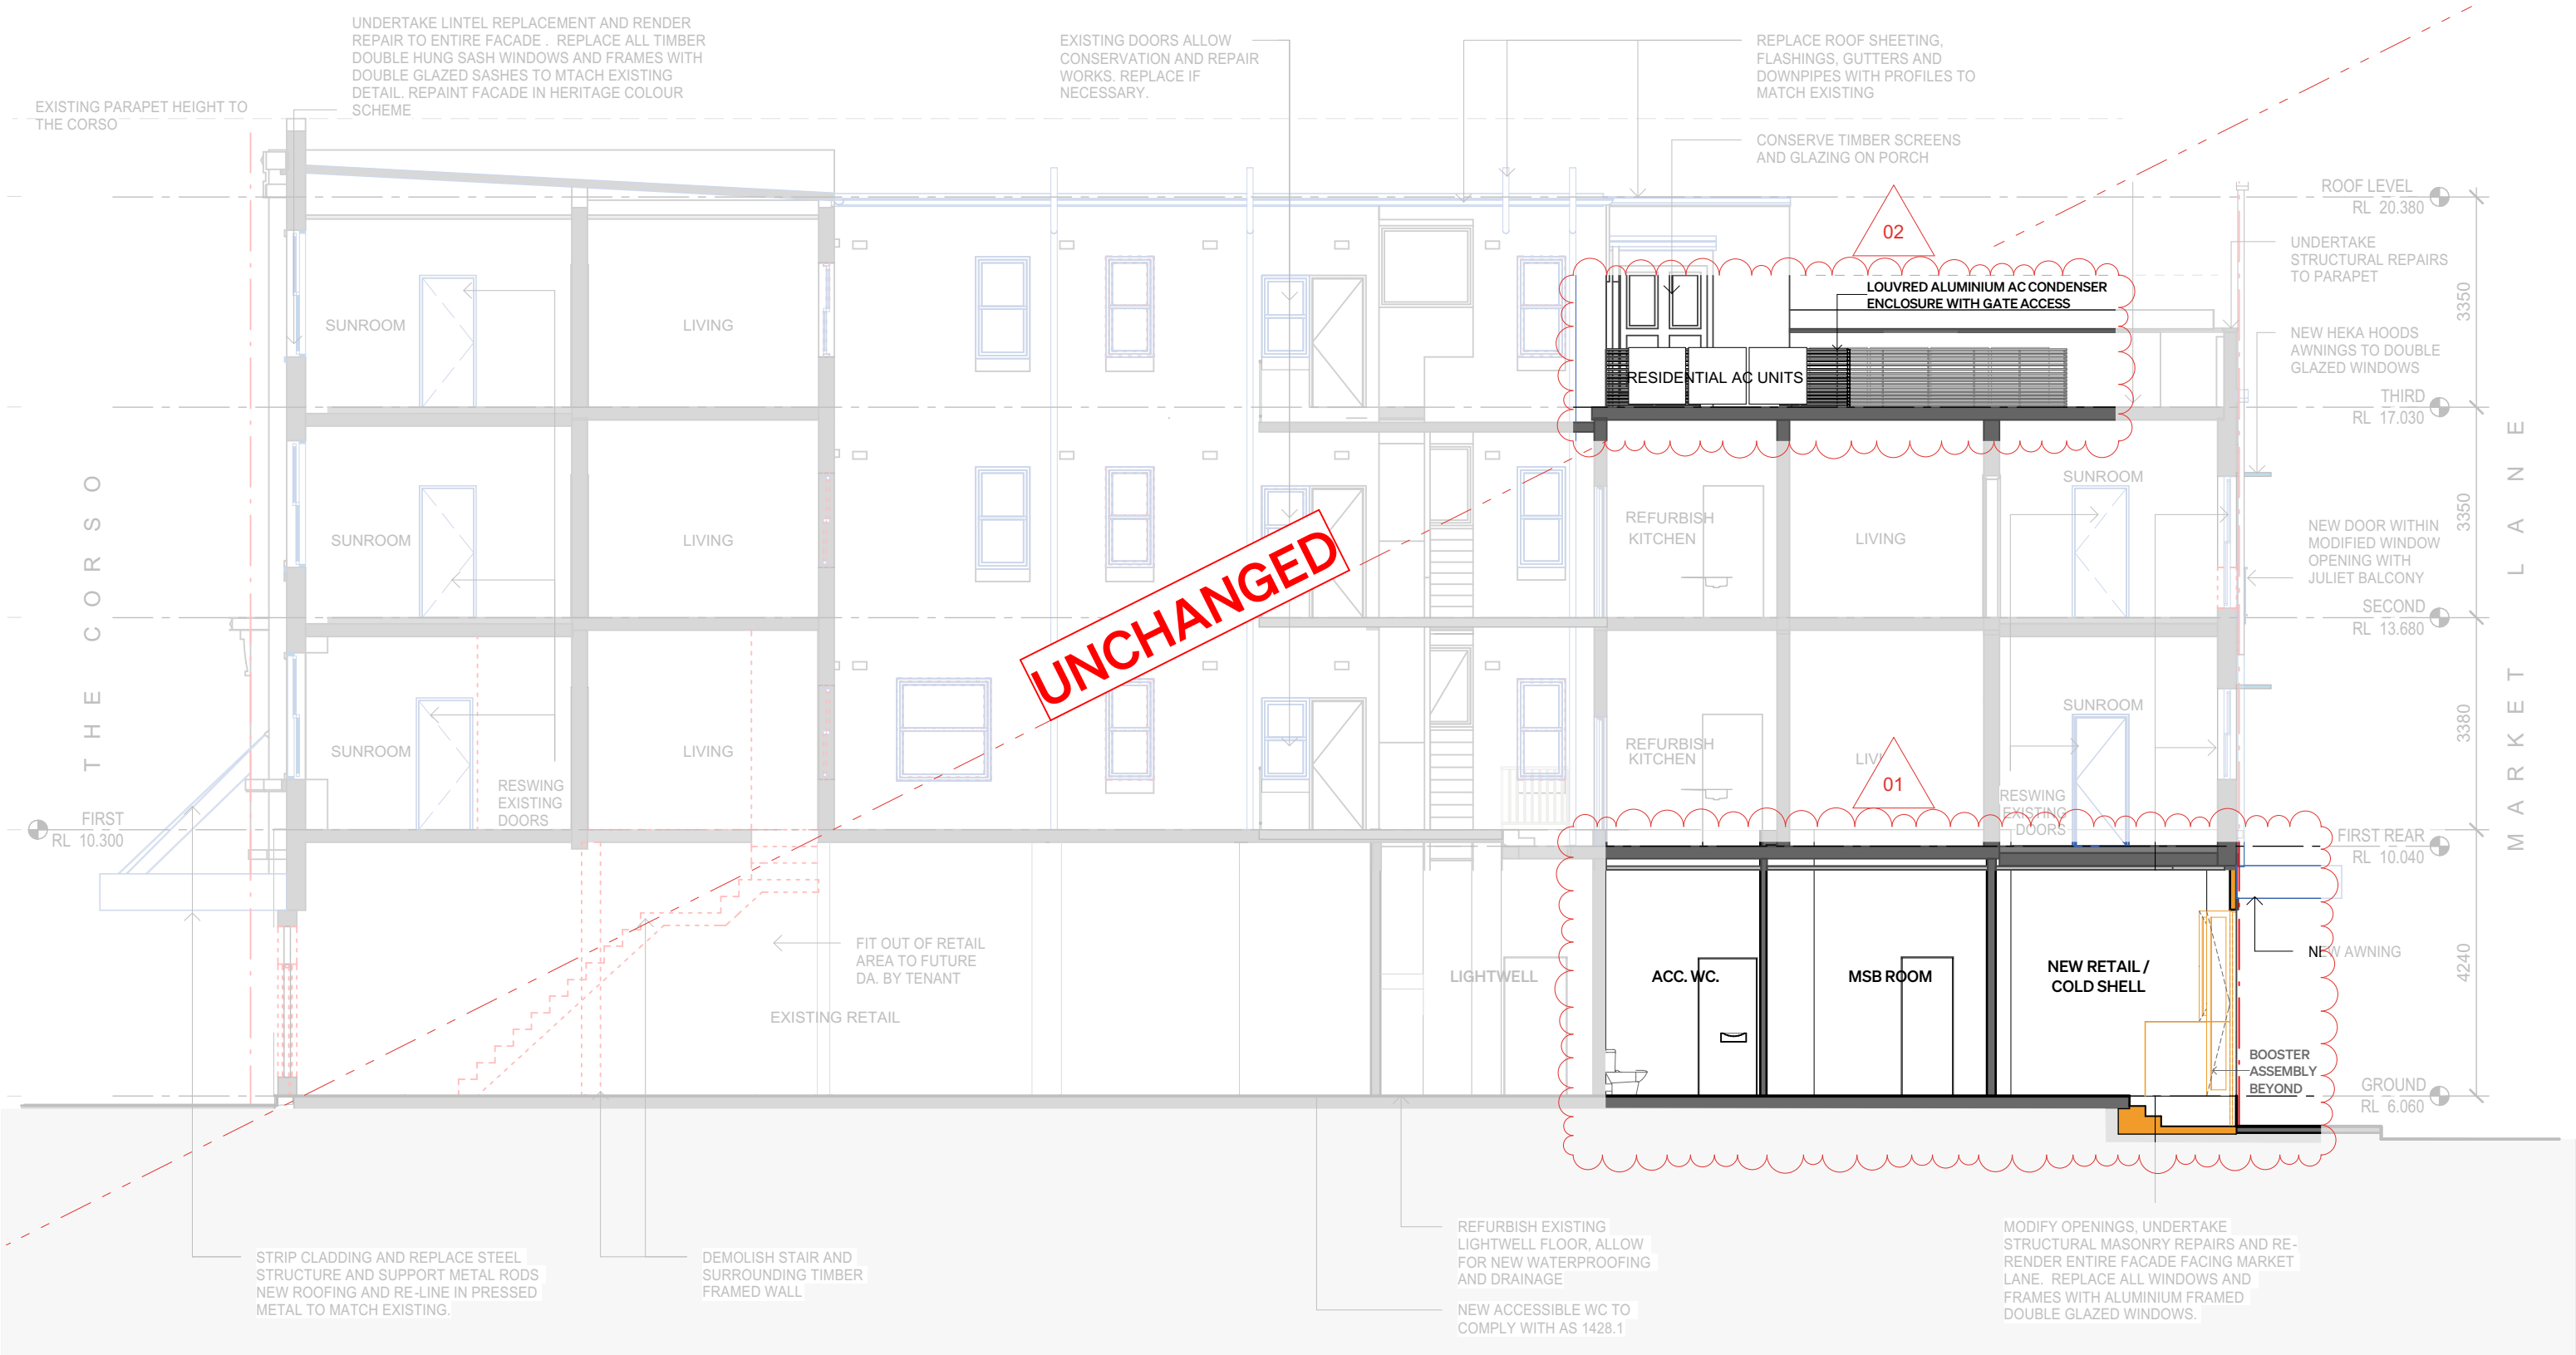 UNDERTAKE LINTEL REPLACEMENT AND RENDER
REPAIR TO ENTIRE FACADE . REPLACE ALL TIMBER
DOUBLE HUNG SASH WINDOWS AND FRAMES WITH
DOUBLE GLAZED SASHES TO MTACH EXISTING
DETAIL. REPAINT FACADE IN HERITAGE COLOUR
SCHEME
EXISTING PARAPET HEIGHT TO
THE CORSO
EXISTING DOORS ALLOW
CONSERVATION AND REPAIR
WORKS. REPLACE IF
NECESSARY.
REPLACE ROOF SHEETING,
FLASHINGS, GUTTERS AND
DOWNPIPES WITH PROFILES TO
MATCH EXISTING
CONSERVE TIMBER SCREENS
AND GLAZING ON PORCH
ROOF LEVEL
RL 20.380
02
UNDERTAKE
STRUCTURAL REPAIRS
TO PARAPET
LOUVRED ALUMINIUM AC CONDENSER
ENCLOSURE WITH GATE ACCESS
3350
SUNROOM
LIVING
NEW HEKA HOODS
AWNINGS TO DOUBLE
GLAZED WINDOWS
RESIDENTIAL AC UNITS
THIRD
RL 17.030
THE CORSO
MARKET LANE
SUNROOM
3350
REFURBISH
KITCHEN
LIVING
SUNROOM
LIVING
NEW DOOR WITHIN
MODIFIED WINDOW
OPENING WITH
JULIET BALCONY
UNCHANGED
SECOND
RL 13.680
SUNROOM
3380
REFURBISH
KITCHEN
LIVI
SUNROOM
LIVING
01
RESWING
EXISTING
DOORS
RESWING
EXISTING
DOORS
FIRST
RL 10.300
FIRST REAR
RL 10.040
FIT OUT OF RETAIL
AREA TO FUTURE
DA. BY TENANT
EXISTING RETAIL
LIGHTWELL
ACC. WC.
MSB ROOM
NEW RETAIL /
COLD SHELL
NEW AWNING
4240
BOOSTER
ASSEMBLY
BEYOND
GROUND
RL 6.060
STRIP CLADDING AND REPLACE STEEL
STRUCTURE AND SUPPORT METAL RODS
NEW ROOFING AND RE-LINE IN PRESSED
METAL TO MATCH EXISTING.
DEMOLISH STAIR AND
SURROUNDING TIMBER
FRAMED WALL
REFURBISH EXISTING
LIGHTWELL FLOOR, ALLOW
FOR NEW WATERPROOFING
AND DRAINAGE
NEW ACCESSIBLE WC TO
COMPLY WITH AS 1428.1
MODIFY OPENINGS, UNDERTAKE
STRUCTURAL MASONRY REPAIRS AND RE-
RENDER ENTIRE FACADE FACING MARKET
LANE. REPLACE ALL WINDOWS AND
FRAMES WITH ALUMINIUM FRAMED
DOUBLE GLAZED WINDOWS.